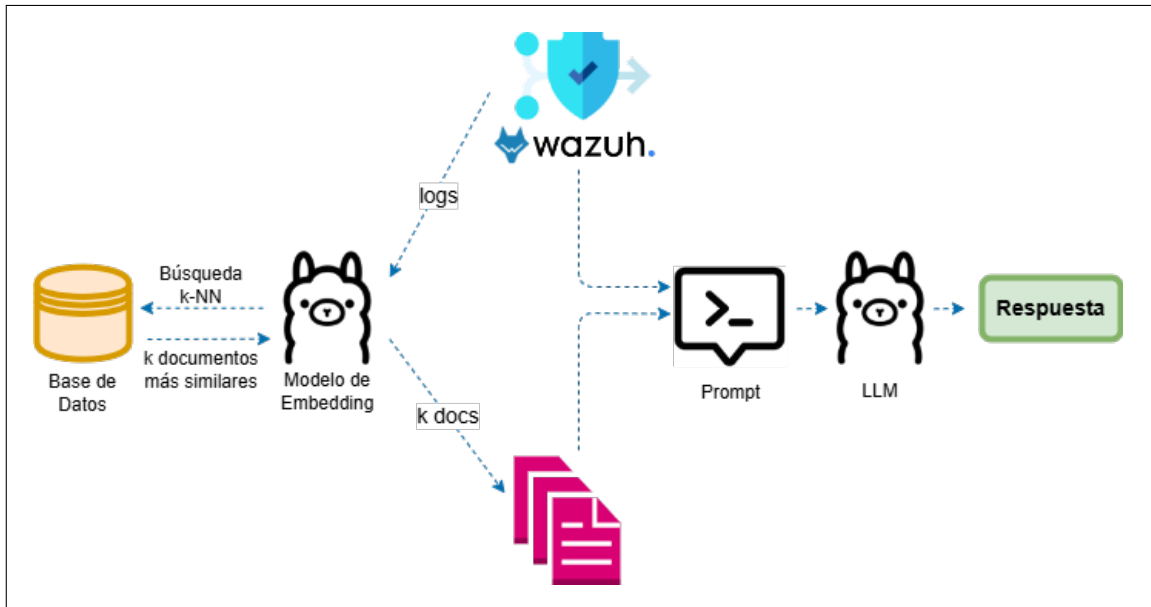 wazuh.
logs
Búsqueda
k-NN
k documentos
más similares
Base de
Datos
Modelo de
Embedding
k docs
>_
Prompt
LLM
Respuesta